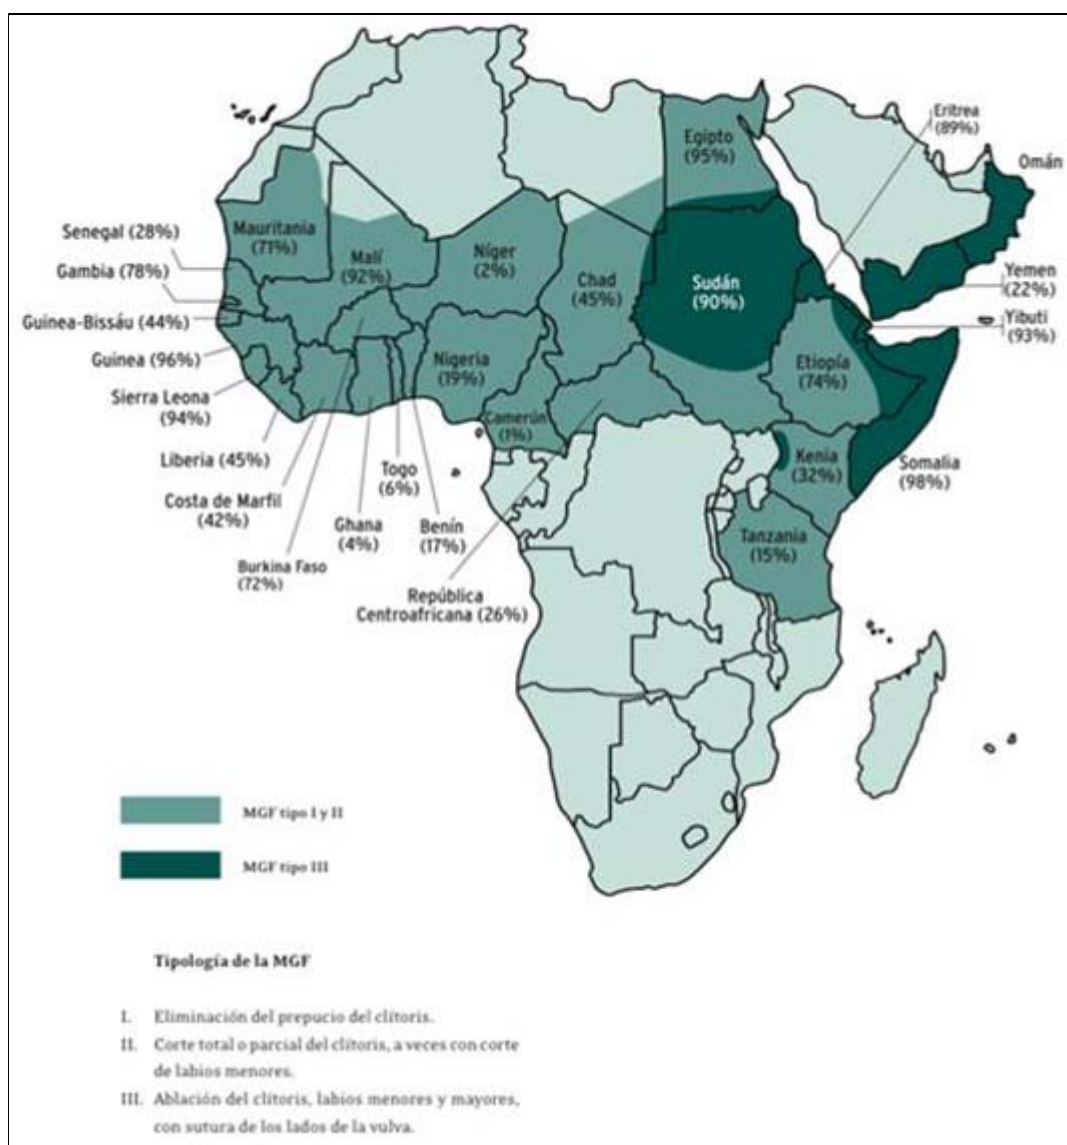 Eritrea
(89%)
Egipto
(95%)
Omán
Senegal (28%)
Mauritania
(71%)
Malí
(92%)
Níger
(2%)
Chad
(45%)
Sudán
(90%)
Gambia (78%)
Yemen
(22%)
Guinea-Bissáu (44%)
Yibuti
(93%)
Guinea (96%)
Nigeria
(19%)
Etiopía
(74%)
Sierra Leona
(94%)
Camerún
(1%)
Liberia (45%)
Togo
(6%)
Kenia
(32%)
Somalia
(98%)
Costa de Marfil
(42%)
Ghana
(4%)
Benín
(17%)
Tanzania
(15%)
Burkina Faso
(72%)
República
Centroafricana (26%)
MGF tipo I y II
MGF tipo III
Tipología de la MGF
I. Eliminación del prepucio del clítoris.
II. Corte total o parcial del clítoris, a veces con corte
de labios menores.
III. Ablación del clítoris, labios menores y mayores,
con sutura de los lados de la vulva.